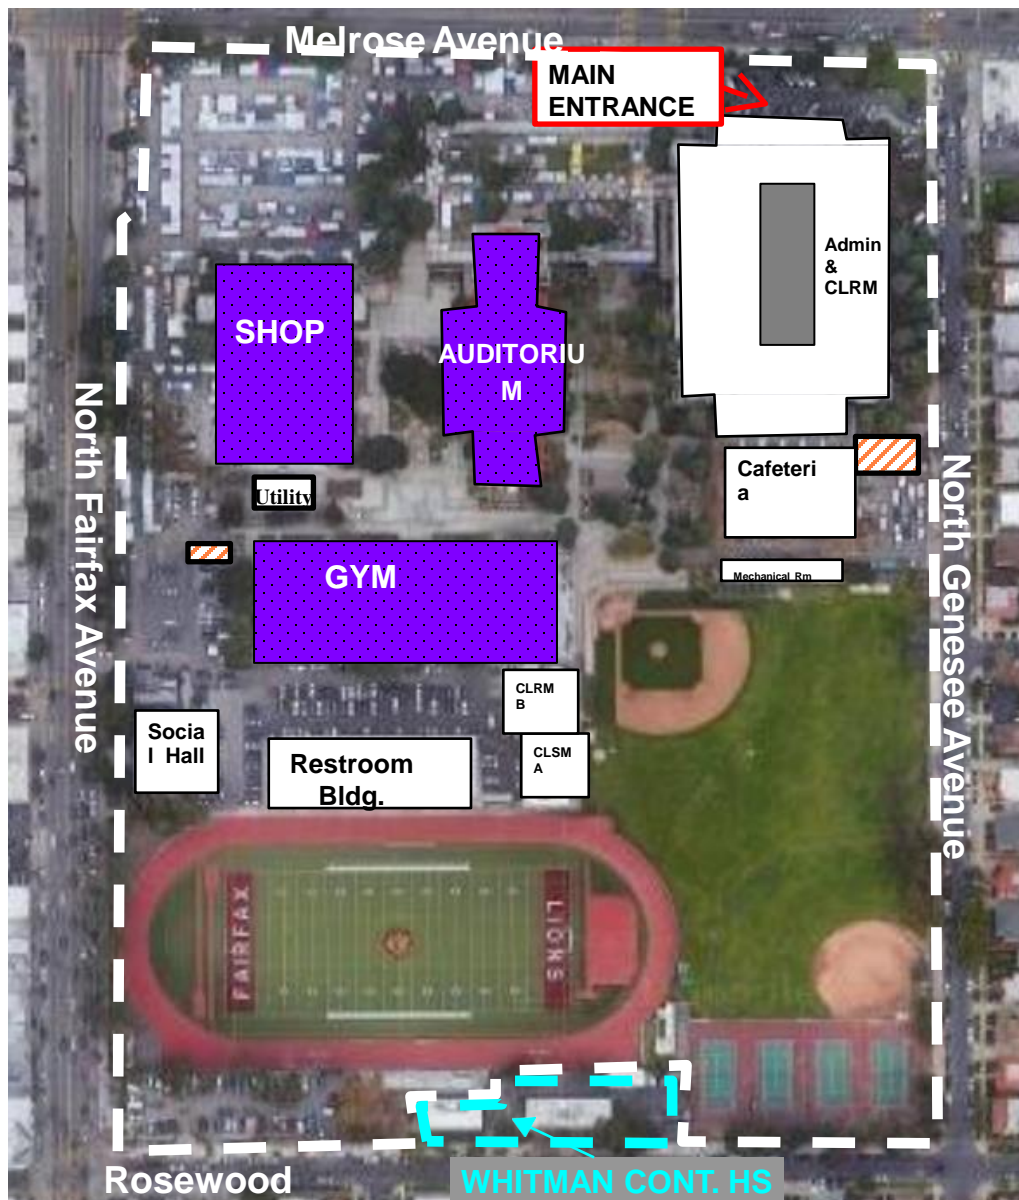 Melrose Avenue
MAIN
ENTRANCE
Admin
&
CLRM
SHOP
AUDITORIU
M
North Fairfax Avenue
Cafeteri
a
Utility
North Genesee Avenue
GYM
Mechanical Rm
CLRM
B
Socia
l Hall
CLSM
A
Restroom
Bldg.
FAIRFAX
LIONS
Rosewood
WHITMAN CONT. HS